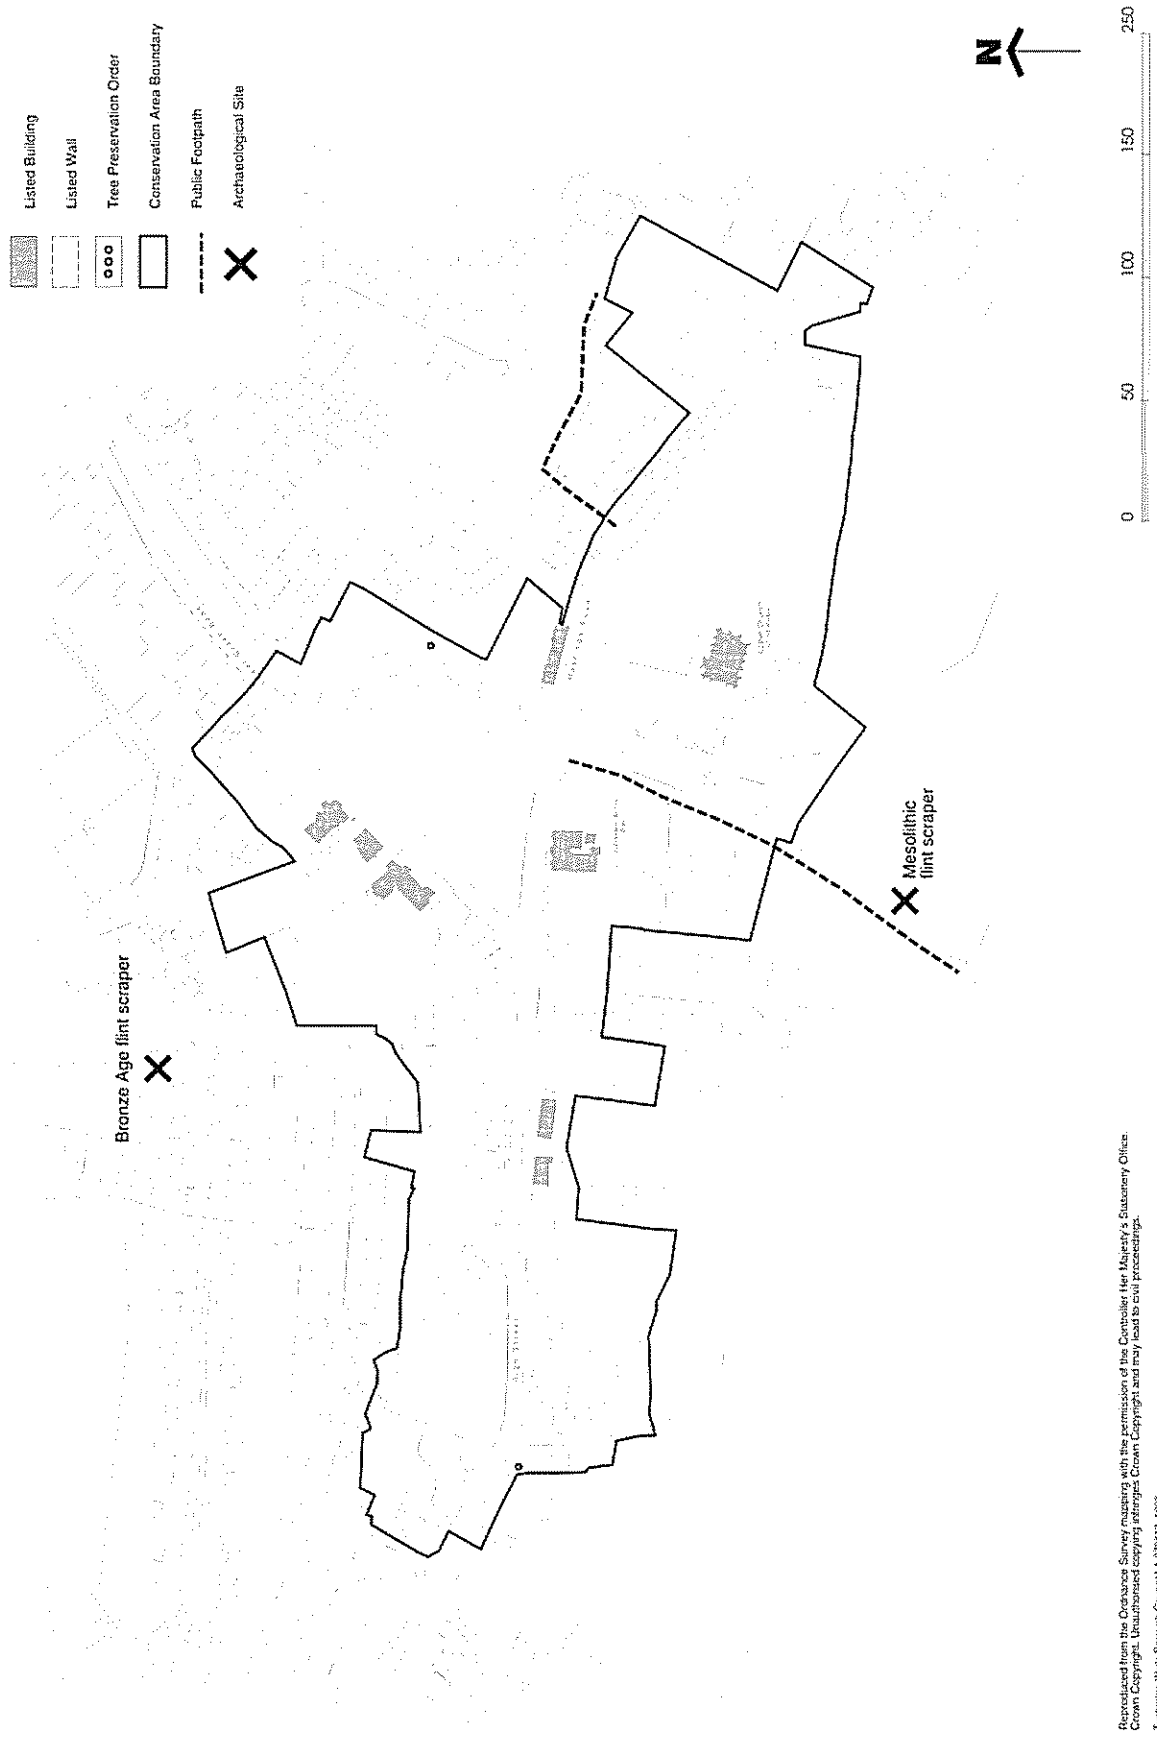 Listed Building
Listed Wall
Tree Preservation Order
Conservation Area Boundary
Public Footpath
Archaeological Site
N
Bronze Age flint scraper
Mesolithic
flint scraper
High Street
0 50 100 150 250
Reproduced from the Ordnance Survey mapping with the permission of the Controller Her Majesty's Stationery Office.
Crown Copyright. Unauthorised copying infringes Crown Copyright and may lead to civil proceedings.